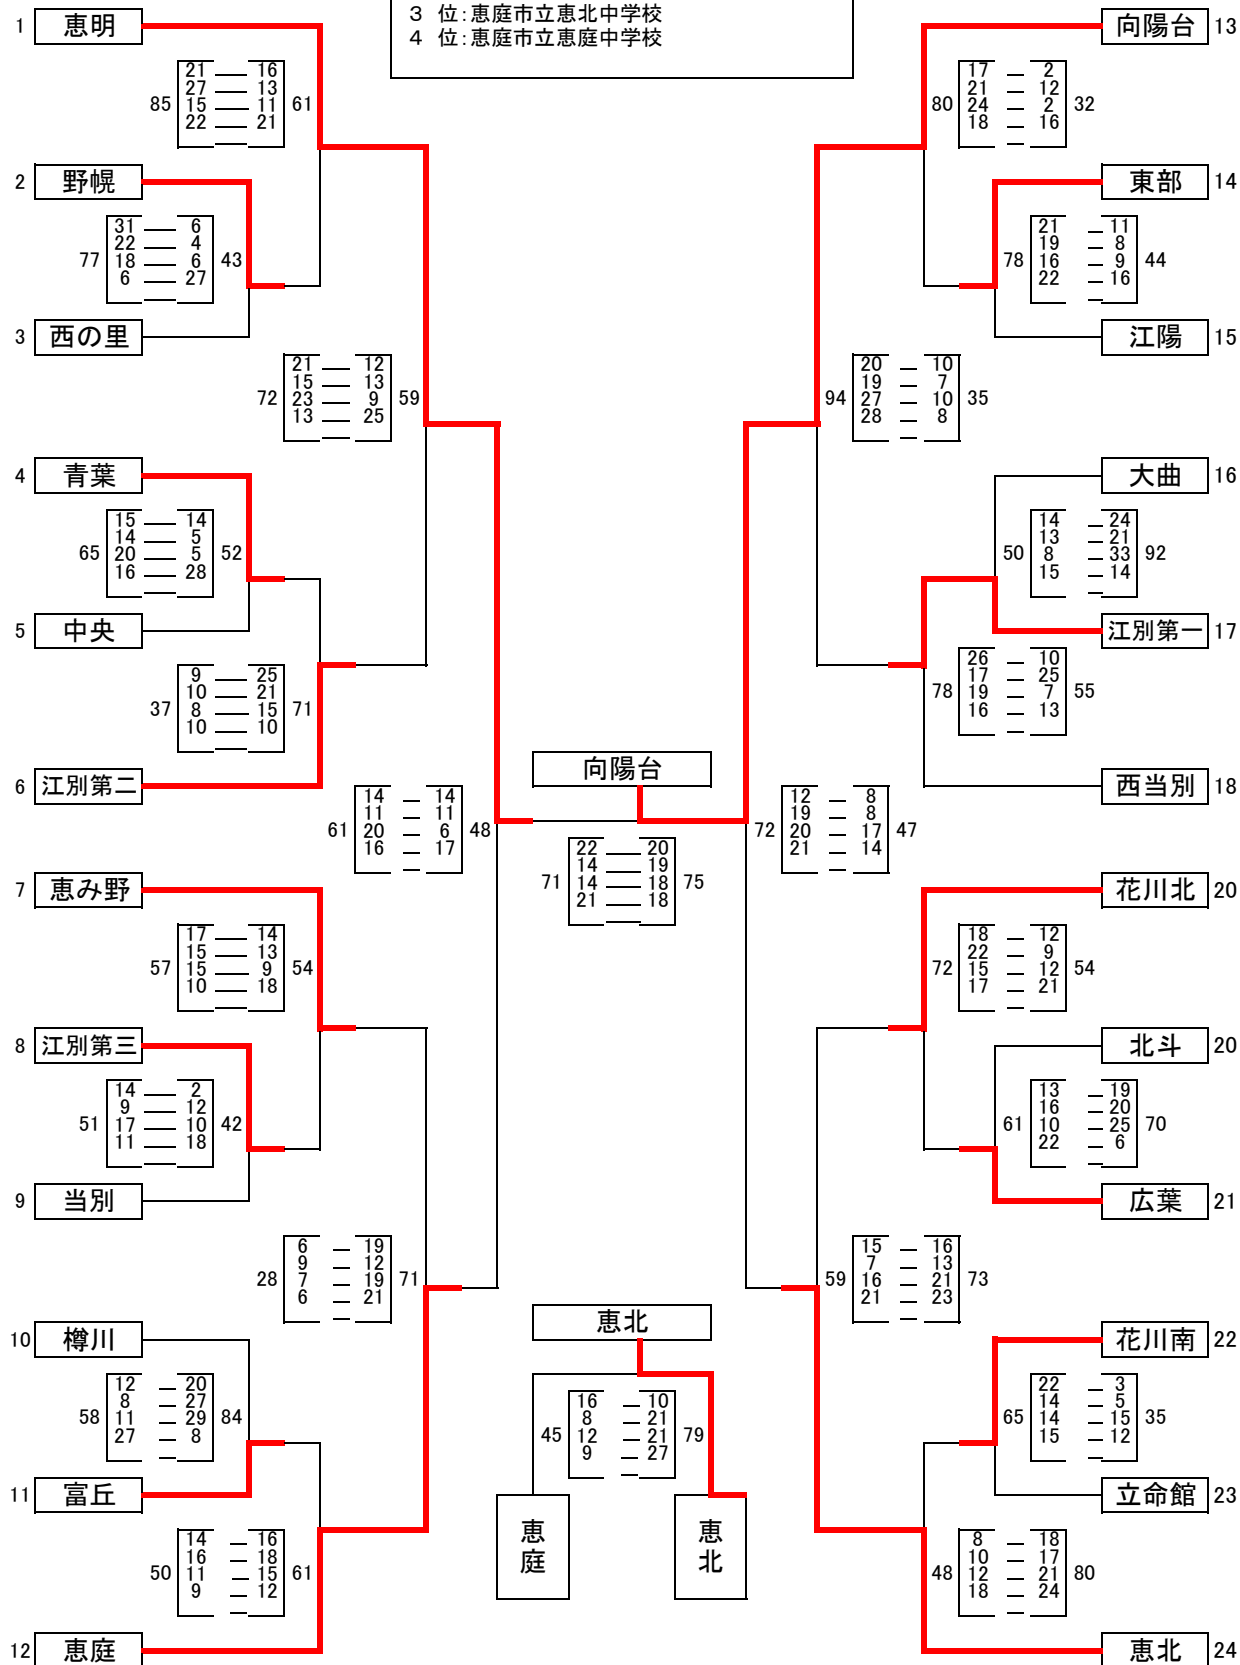 3 位:恵庭市立恵北中学校
4 位:恵庭市立恵庭中学校
1 恵明
21 — 16
27 — 13
85 15 — 11 61
22 — 21
—
2 野幌
31 — 6
22 — 4
77 18 — 6 43
6 — 27
—
3 西の里
21 — 12
15 — 13
72 23 — 9 59
13 — 25
—
4 青葉
15 — 14
14 — 5
65 20 — 5 52
16 — 28
—
5 中央
9 — 25
10 — 21
37 8 — 15 71
10 — 10
—
6 江別第二
14 — 14
11 — 11
61 20 — 6 48
16 — 17
—
7 恵み野
17 — 14
15 — 13
57 15 — 9 54
10 — 18
—
8 江別第三
14 — 2
9 — 12
51 17 — 10 42
11 — 18
—
9 当別
6 — 19
9 — 12
28 7 — 19 71
6 — 21
—
10 樽川
12 — 20
8 — 27
58 11 — 29 84
27 — 8
—
11 富丘
14 — 16
16 — 18
50 11 — 15 61
9 — 12
—
12 恵庭
向陽台
22 — 20
14 — 19
71 14 — 18 75
21 — 18
—
恵北
16 — 10
8 — 21
45 12 — 21 79
9 — 27
—
恵庭
恵北
向陽台 13
17 — 2
21 — 12
80 24 — 2 32
18 — 16
—
東部 14
21 — 11
19 — 8
78 16 — 9 44
22 — 16
—
江陽 15
20 — 10
19 — 7
94 27 — 10 35
28 — 8
—
大曲 16
14 — 24
13 — 21
50 8 — 33 92
15 — 14
—
江別第一 17
26 — 10
17 — 25
78 19 — 7 55
16 — 13
—
西当別 18
12 — 8
19 — 8
72 20 — 17 47
21 — 14
—
花川北 20
18 — 12
22 — 9
72 15 — 12 54
17 — 21
—
北斗 20
13 — 19
16 — 20
61 10 — 25 70
22 — 6
—
広葉 21
15 — 16
7 — 13
59 16 — 21 73
21 — 23
—
花川南 22
22 — 3
14 — 5
65 14 — 15 35
15 — 12
—
立命館 23
8 — 18
10 — 17
48 12 — 21 80
18 — 24
—
恵北 24